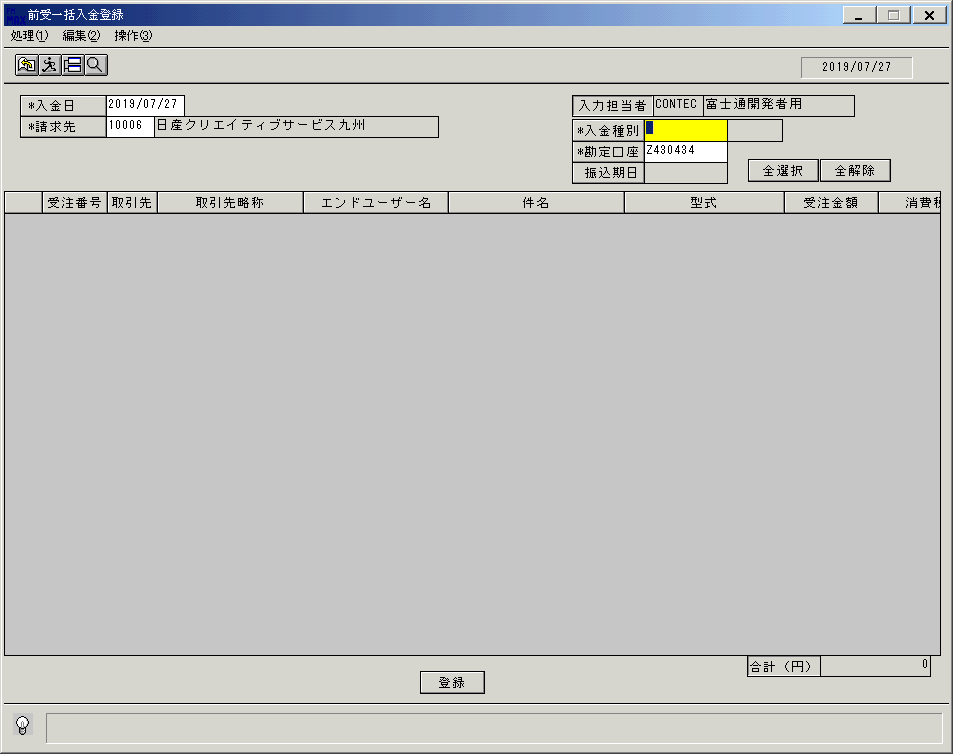 前受一括入金登録
処理(1) 編集(2) 操作(3)
2019/07/27
*入金日 2019/07/27
*請求先 10006 日産クリエイティブサービス九州
入力担当者 CONTEC 富士通開発者用
*入金種別
*勘定口座 Z430434
振込期日
全選択 全解除
受注番号 取引先 取引先略称 エンドユーザー名 件名 型式 受注金額 消費税
合計（円） 0
登録